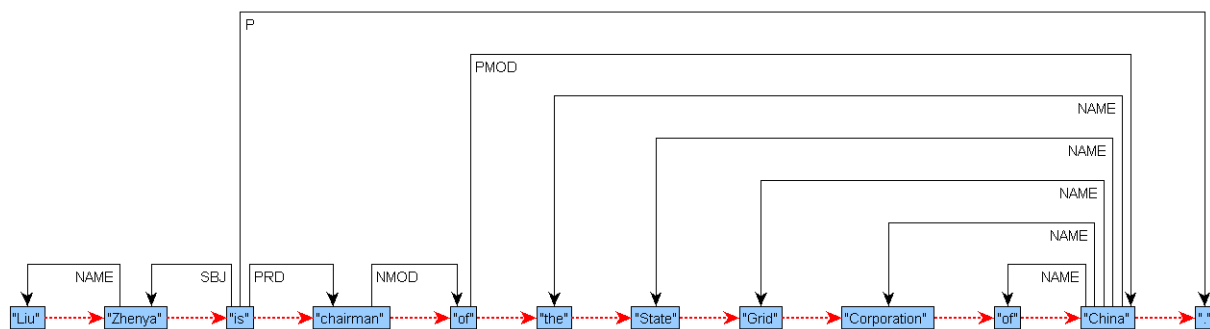 P
PMOD
NAME
NAME
NAME
NAME
NAME SBJ PRD NMOD NAME
"Liu" "Zhenya" "is" "chairman" "of" "the" "State" "Grid" "Corporation" "of" "China" "."